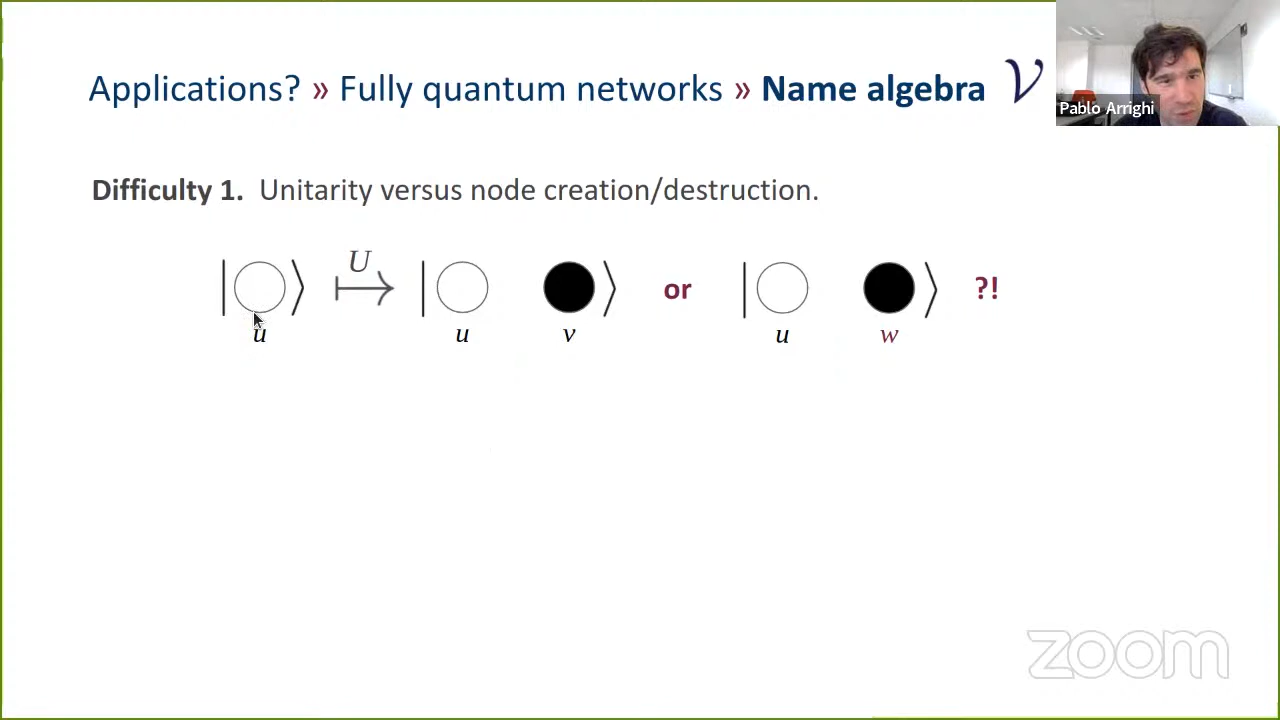 Applications? » Fully quantum networks » Name algebra 𝒱
Pablo Arrighi
Difficulty 1. Unitarity versus node creation/destruction.
| ⟩ U ↦ | ⟩ or | ⟩ ?!
u u v u w
zoom